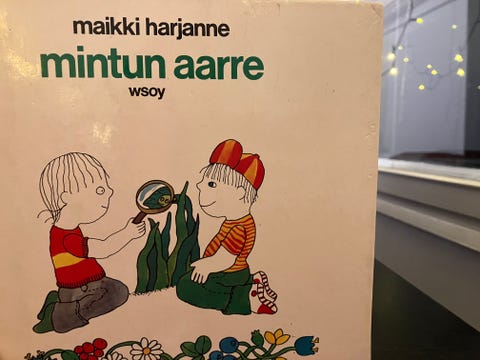 maikki harjanne
mintun aarre
wsoy